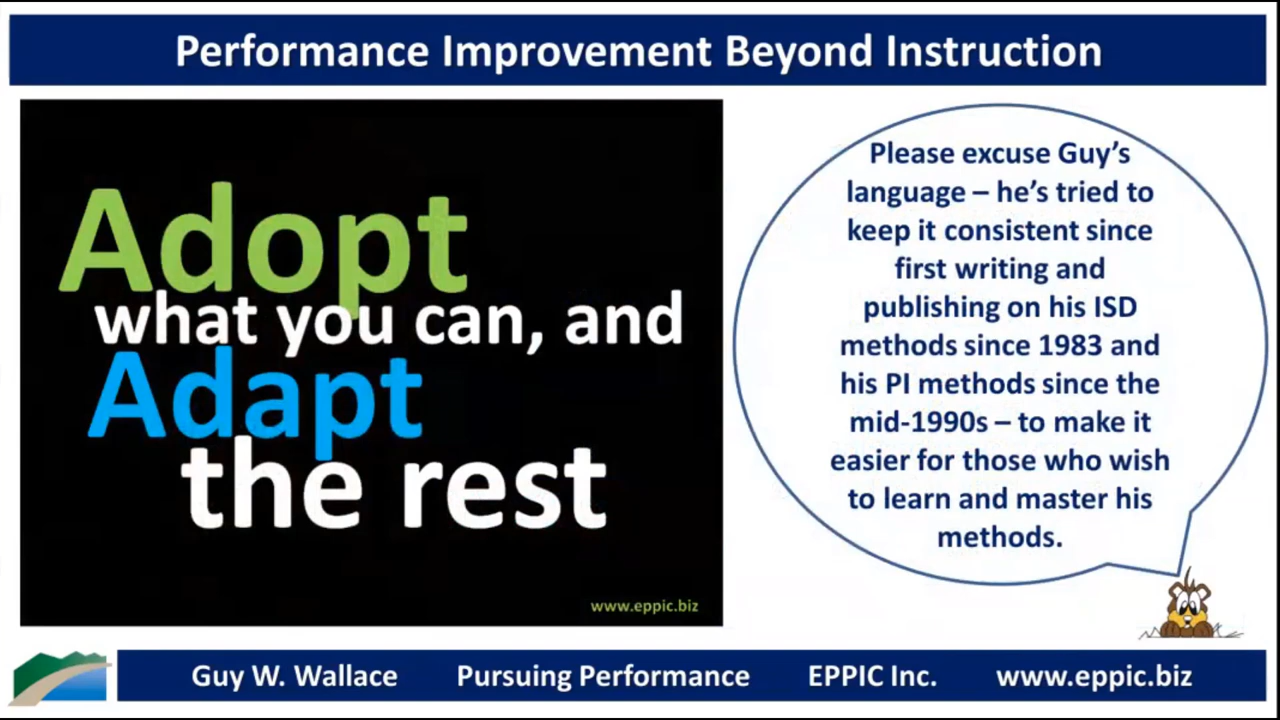 Performance Improvement Beyond Instruction
Adopt
what you can, and
Adapt
the rest
www.eppic.biz
Please excuse Guy’s
language – he’s tried to
keep it consistent since
first writing and
publishing on his ISD
methods since 1983 and
his PI methods since the
mid-1990s – to make it
easier for those who wish
to learn and master his
methods.
Guy W. Wallace Pursuing Performance EPPIC Inc. www.eppic.biz